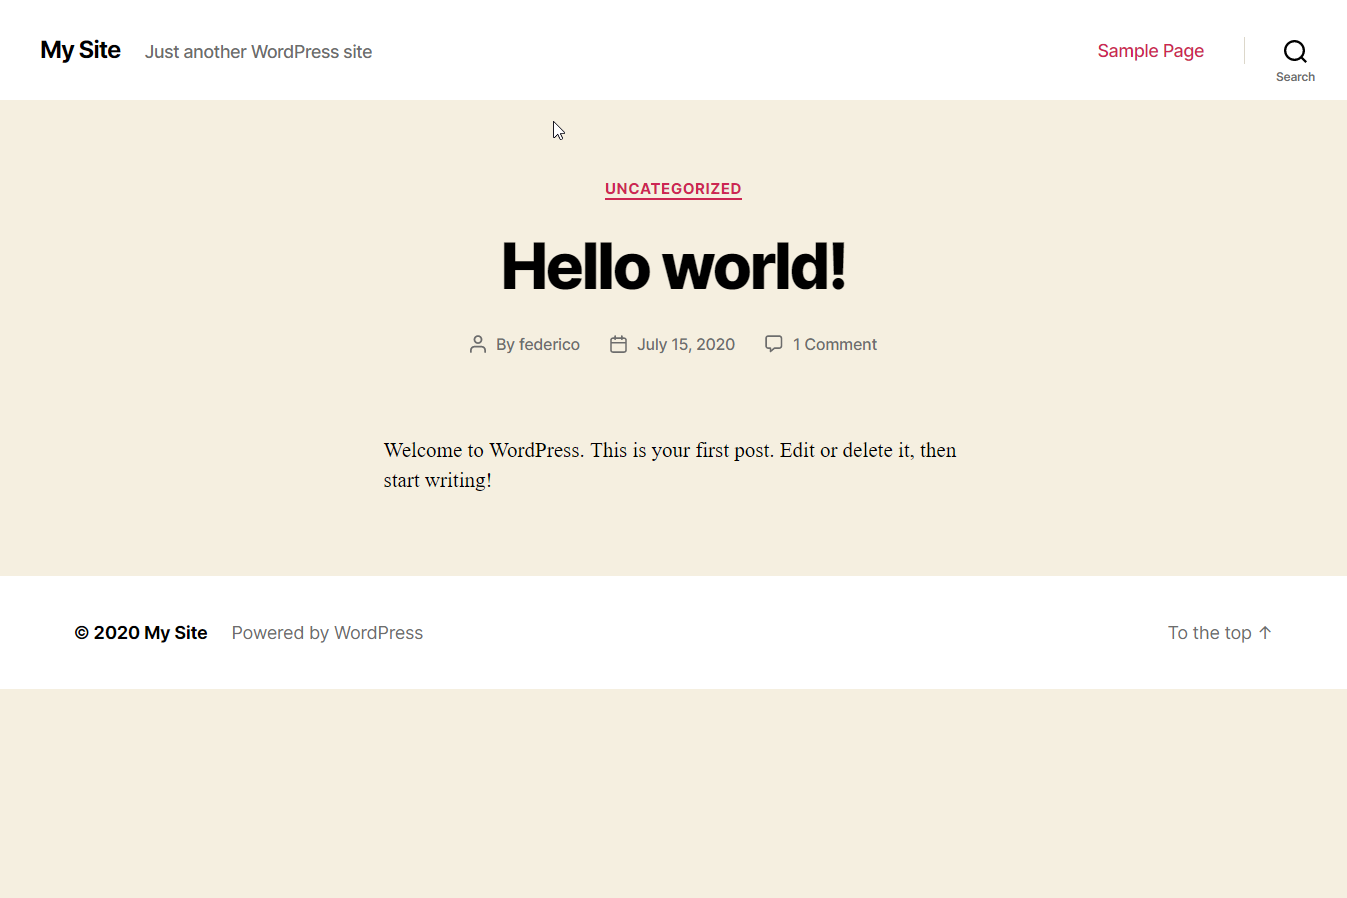 My Site Just another WordPress site Sample Page
Search
UNCATEGORIZED
Hello world!
By federico July 15, 2020 1 Comment
Welcome to WordPress. This is your first post. Edit or delete it, then
start writing!
© 2020 My Site Powered by WordPress To the top ↑